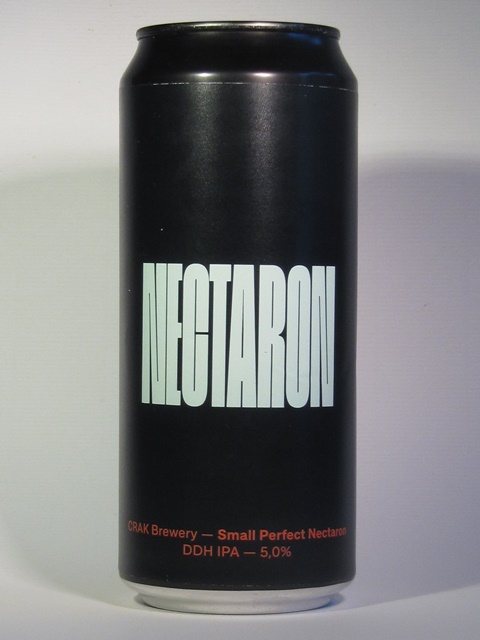 NECTARON
CRAK Brewery — Small Perfect Nectaron
DDH IPA — 5,0%